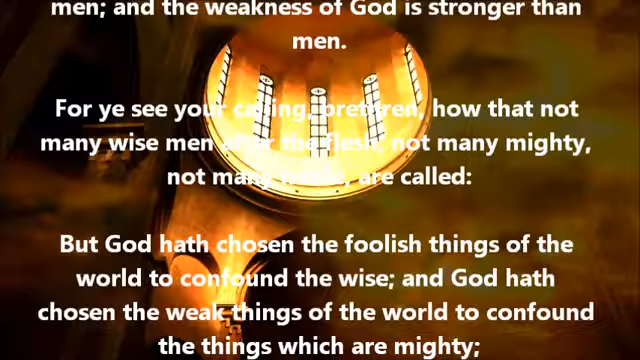 men; and the weakness of God is stronger than
men.
For ye see your calling, brethren, how that not
many wise men after the flesh, not many mighty,
not many noble, are called:
But God hath chosen the foolish things of the
world to confound the wise; and God hath
chosen the weak things of the world to confound
the things which are mighty;